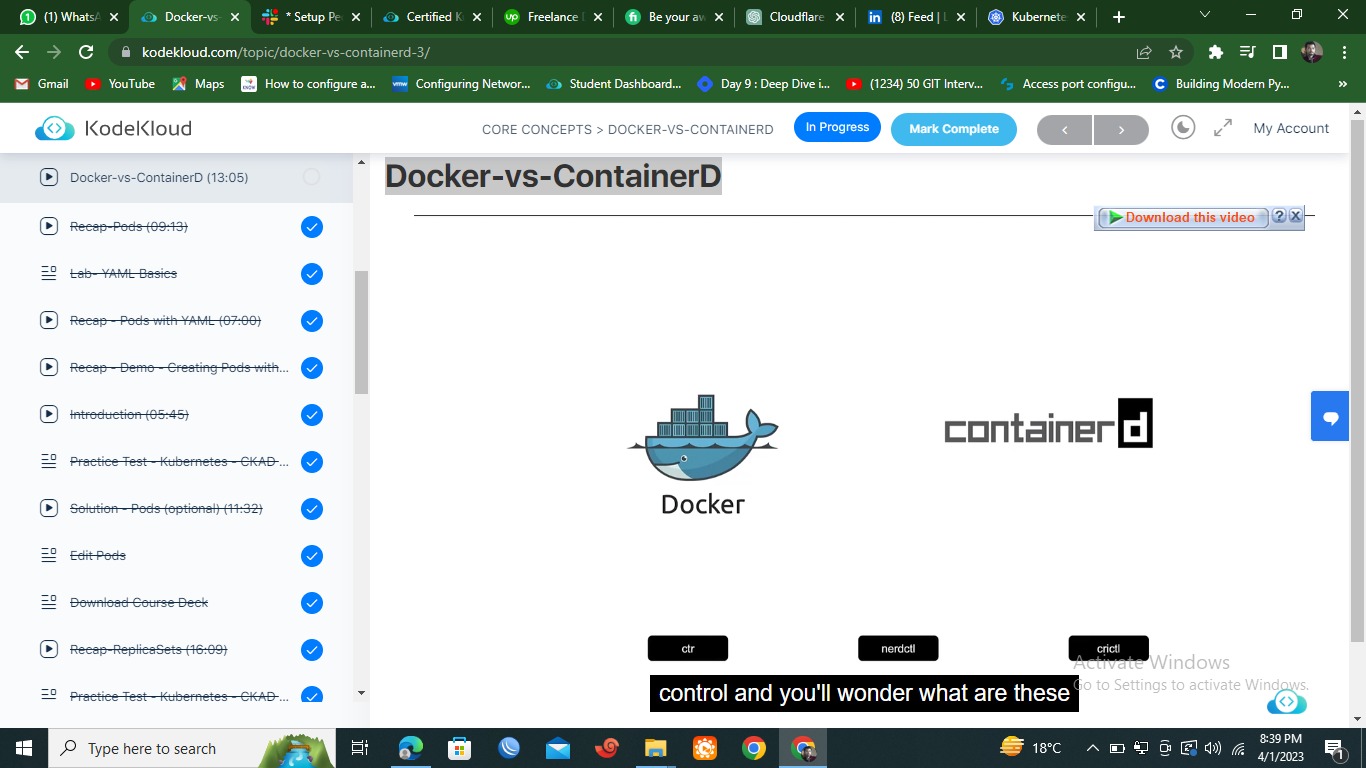 (1) WhatsA
Docker-vs-
* Setup Pe
Certified K
Freelance
Be your aw
Cloudflare
(8) Feed | L
Kubernete
kodekloud.com/topic/docker-vs-containerd-3/
Gmail
YouTube
Maps
How to configure a...
Configuring Networ...
Student Dashboard...
Day 9 : Deep Dive i...
(1234) 50 GIT Interv...
Access port configu...
Building Modern Py...
»
KodeKloud
CORE CONCEPTS > DOCKER-VS-CONTAINERD
In Progress
Mark Complete
<
>
My Account
Docker-vs-ContainerD (13:05)
Recap-Pods (09:13)
Lab- YAML Basics
Recap - Pods with YAML (07:00)
Recap - Demo - Creating Pods with...
Introduction (05:45)
Practice Test - Kubernetes - CKAD ...
Solution - Pods (optional) (11:32)
Edit Pods
Download Course Deck
Recap-ReplicaSets (16:09)
Practice Test - Kubernetes - CKAD ...
Docker-vs-ContainerD
Download this video
?
X
Docker
containerd
ctr
nerdctl
crictl
control and you'll wonder what are these
Activate Windows
Go to Settings to activate Windows.
Type here to search
18°C
8:39 PM
4/1/2023
1